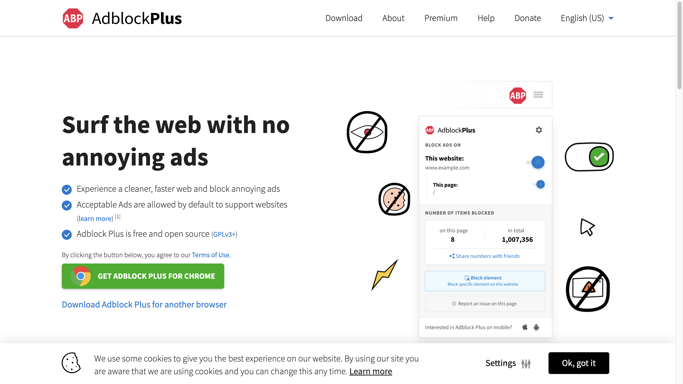 ABP AdblockPlus
Download About Premium Help Donate English (US)
Surf the web with no
annoying ads
Experience a cleaner, faster web and block annoying ads
Acceptable Ads are allowed by default to support websites
(learn more) [1]
Adblock Plus is free and open source (GPLv3+)
By clicking the button below, you agree to our Terms of Use.
GET ADBLOCK PLUS FOR CHROME
Download Adblock Plus for another browser
ABP
ABP AdblockPlus
BLOCK ADS ON
This website:
www.example.com
This page:
/
NUMBER OF ITEMS BLOCKED
on this page in total
8 1,007,356
Share numbers with friends
Block element
Block specific element on this website
Report an issue on this page
Interested in Adblock Plus on mobile?
We use some cookies to give you the best experience on our website. By using our site you
are aware that we are using cookies and you can change this any time. Learn more
Settings
Ok, got it